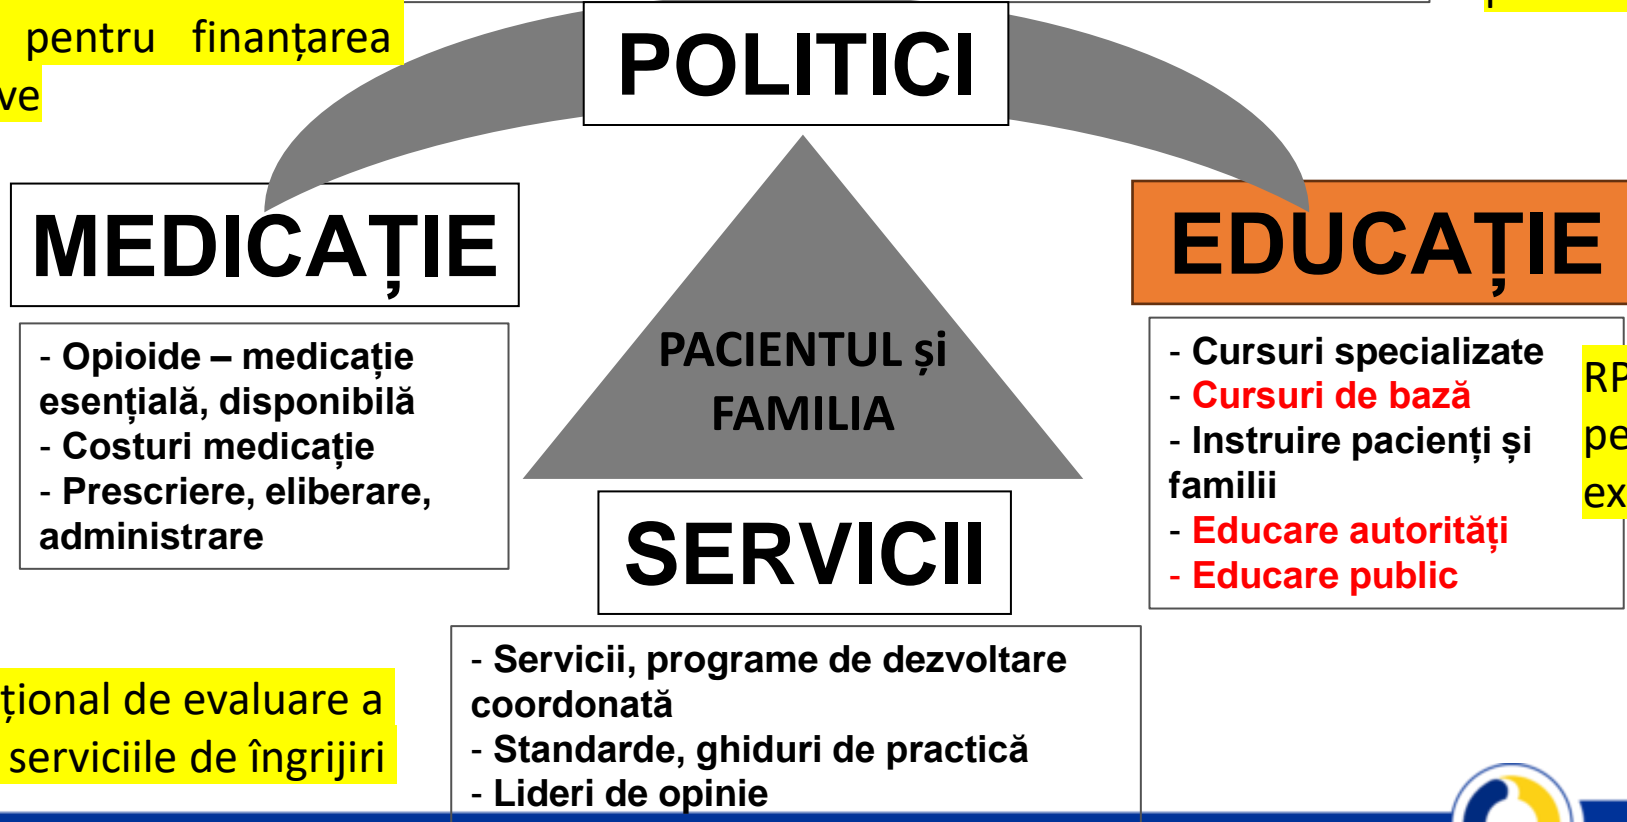 pentru finanțarea
ve
POLITICI
MEDICAȚIE
- Opioide – medicație
esențială, disponibilă
- Costuri medicație
- Prescriere, eliberare,
administrare
PACIENTUL și
FAMILIA
EDUCAȚIE
- Cursuri specializate
- Cursuri de bază
- Instruire pacienți și
familii
- Educare autorități
- Educare public
RP
pe
ex
SERVICII
- Servicii, programe de dezvoltare
coordonată
- Standarde, ghiduri de practică
- Lideri de opinie
țional de evaluare a
serviciile de îngrijiri